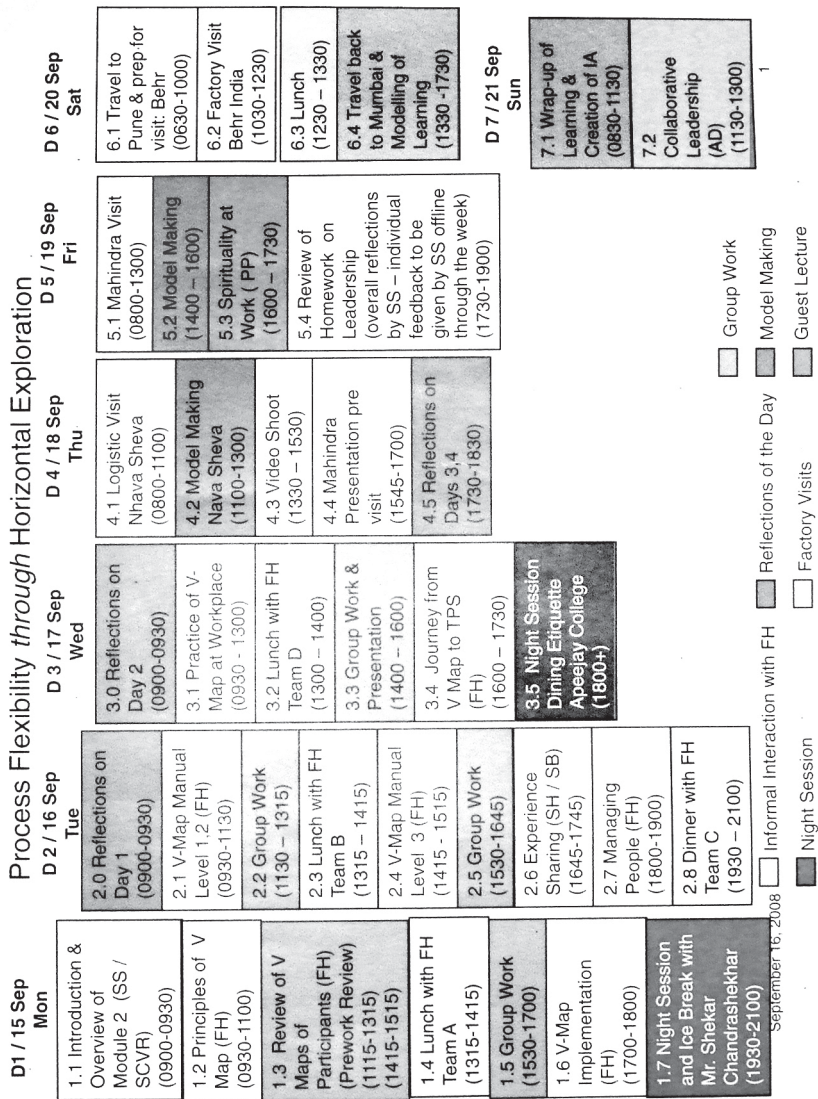 Process Flexibility through Horizontal Exploration
D1 / 15 Sep
Mon
1.1 Introduction &
Overview of
Module 2 (SS /
SCVR)
(0900-0930)
1.2 Principles of V
Map (FH)
(0930-1100)
1.3 Review of V
Maps of
Participants (FH)
(Prework Review)
(1115-1315)
(1415-1515)
1.4 Lunch with FH
Team A
(1315-1415)
1.5 Group Work
(1530-1700)
1.6 V-Map
Implementation
(FH)
(1700-1800)
1.7 Night Session
and Ice Break with
Mr. Shekar
Chandrashekhar
(1930-2100)
D 2 / 16 Sep
Tue
2.0 Reflections on
Day 1
(0900-0930)
2.1 V-Map Manual
Level 1,2 (FH)
(0930-1130)
2.2 Group Work
(1130 – 1315)
2.3 Lunch with FH
Team B
(1315 – 1415)
2.4 V-Map Manual
Level 3 (FH)
(1415 - 1515)
2.5 Group Work
(1530-1645)
2.6 Experience
Sharing (SH / SB)
(1645-1745)
2.7 Managing
People (FH)
(1800-1900)
2.8 Dinner with FH
Team C
(1930 – 2100)
D 3 / 17 Sep
Wed
3.0 Reflections on
Day 2
(0900-0930)
3.1 Practice of V-
Map at Workplace
(0930 - 1300)
3.2 Lunch with FH
Team D
(1300 – 1400)
3.3 Group Work &
Presentation
(1400 – 1600)
3.4 Journey from
V Map to TPS
(FH)
(1600 – 1730)
3.5 Night Session
Dining Etiquette
Apeejay College
(1800+)
D 4 / 18 Sep
Thu
4.1 Logistic Visit
Nhava Sheva
(0800-1100)
4.2 Model Making
Nava Sheva
(1100-1300)
4.3 Video Shoot
(1330 – 1530)
4.4 Mahindra
Presentation pre
visit
(1545-1700)
4.5 Reflections on
Days 3,4
(1730-1830)
D 5 / 19 Sep
Fri
5.1 Mahindra Visit
(0800-1300)
5.2 Model Making
(1400 – 1600)
5.3 Spirituality at
Work ( PP)
(1600 – 1730)
5.4 Review of
Homework on
Leadership
(overall reflections
by SS – individual
feedback to be
given by SS offline
through the week)
(1730-1900)
D 6 / 20 Sep
Sat
6.1 Travel to
Pune & prep for
visit: Behr
(0630-1000)
6.2 Factory Visit
Behr India
(1030-1230)
6.3 Lunch
(1230 – 1330)
6.4 Travel back
to Mumbai &
Modelling of
Learning
(1330 -1730)
D 7 / 21 Sep
Sun
7.1 Wrap-up of
Learning &
Creation of IA
(0830-1130)
7.2
Collaborative
Leadership
(AD)
(1130-1300)
Group Work
Informal Interaction with FH
Reflections of the Day
Model Making
Night Session
Factory Visits
Guest Lecture
September 16, 2008
1